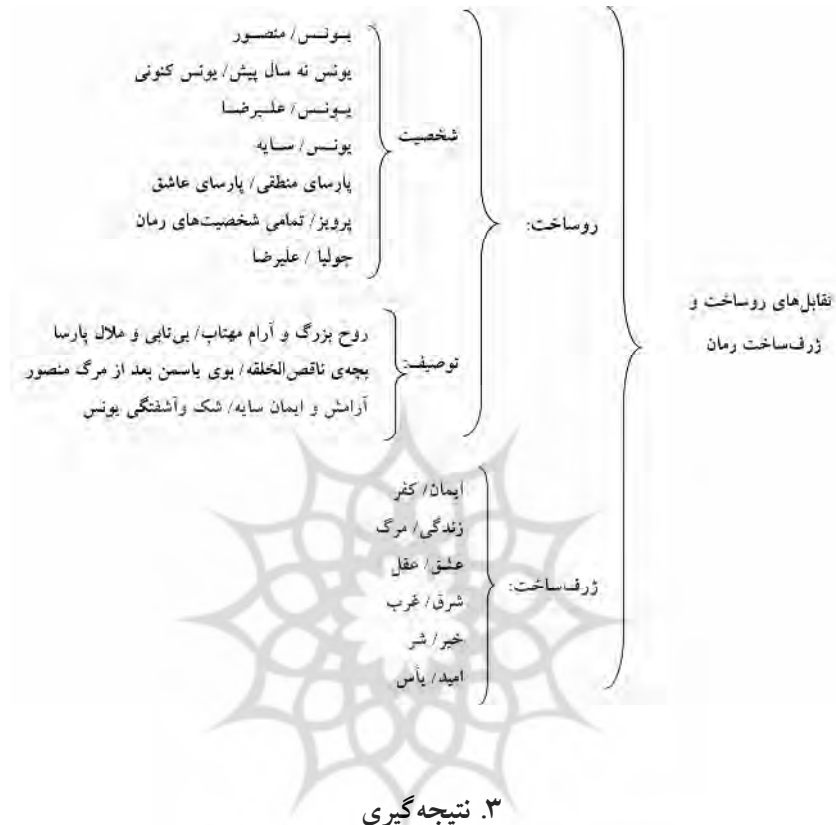 تقابل‌های روساخت و
ژرف‌ساخت رمان
روساخت:
شخصیت
یونس/ منصور
یونس نه سال پیش/ یونس کنونی
یونس/ علیرضا
یونس/ سایه
پارسای منطقی/ پارسای عاشق
پرویز/ تمامی شخصیت‌های رمان
جولیا / علیرضا
توصیف:
روح بزرگ و آرام مهتاب/ بی‌تابی و ملال پارسا
بچه‌ی ناقص‌الخلقه/ بوی یاسمن بعد از مرگ منصور
آرامش و ایمان سایه/ شک وآشفتگی یونس
ژرف‌ساخت:
ایمان/ کفر
زندگی/ مرگ
عشق/ عقل
شرق/ غرب
خیر/ شر
امید/ یأس
۳. نتیجه‌گیری